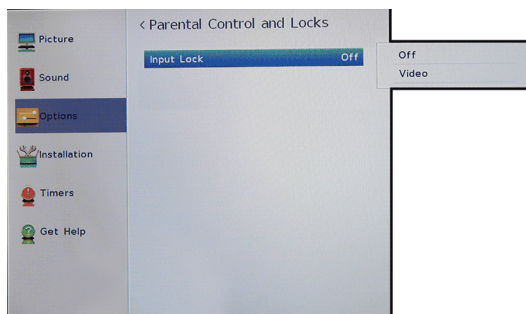 < Parental Control and Locks
Picture
Sound
Options
Installation
Timers
Get Help
Input Lock Off
Off
Video